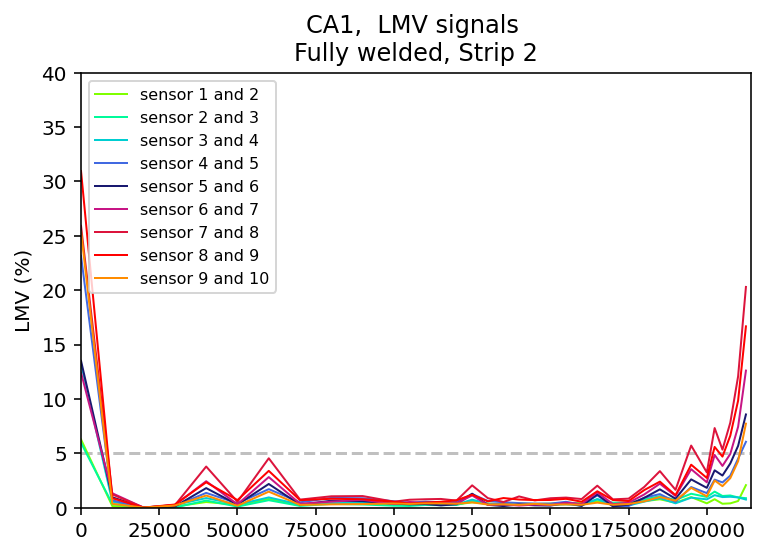 CA1,  LMV signals
Fully welded, Strip 2
LMV (%)
40
35
30
25
20
15
10
5
0
sensor 1 and 2
sensor 2 and 3
sensor 3 and 4
sensor 4 and 5
sensor 5 and 6
sensor 6 and 7
sensor 7 and 8
sensor 8 and 9
sensor 9 and 10
0 25000 50000 75000 100000 125000 150000 175000 200000